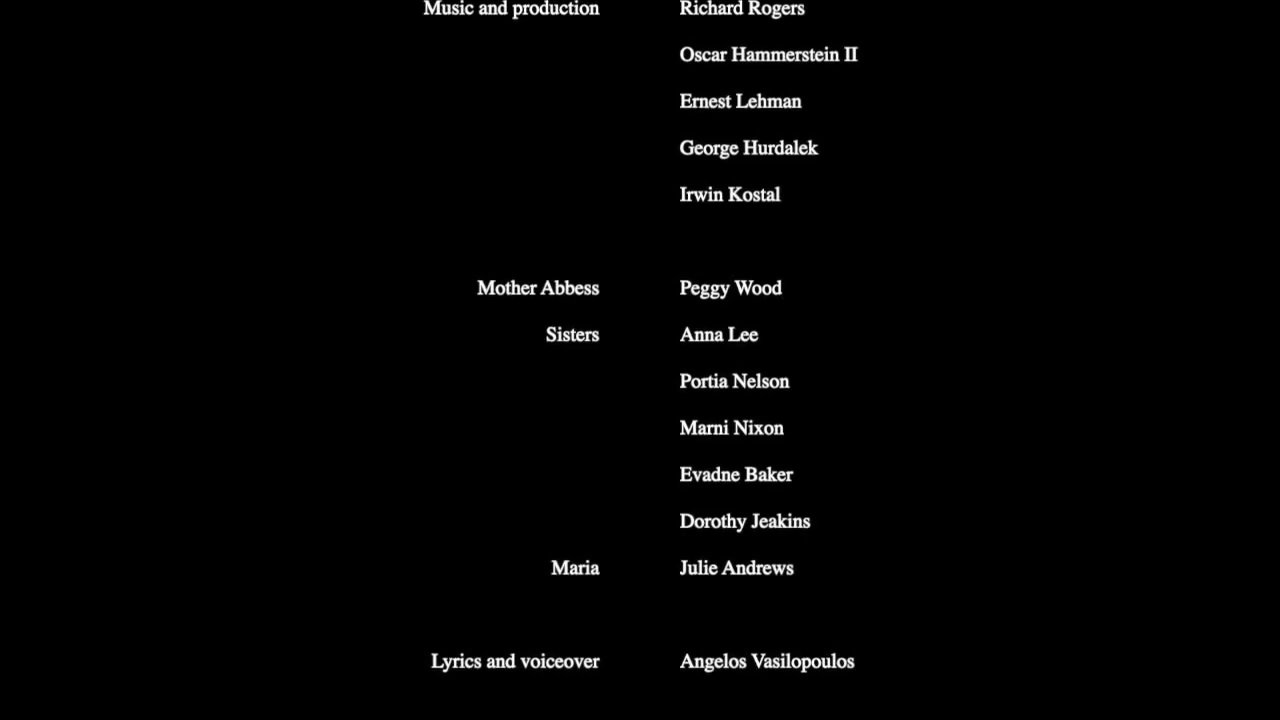 Music and production Richard Rogers
Oscar Hammerstein II
Ernest Lehman
George Hurdalek
Irwin Kostal
Mother Abbess Peggy Wood
Sisters Anna Lee
Portia Nelson
Marni Nixon
Evadne Baker
Dorothy Jeakins
Maria Julie Andrews
Lyrics and voiceover Angelos Vasilopoulos